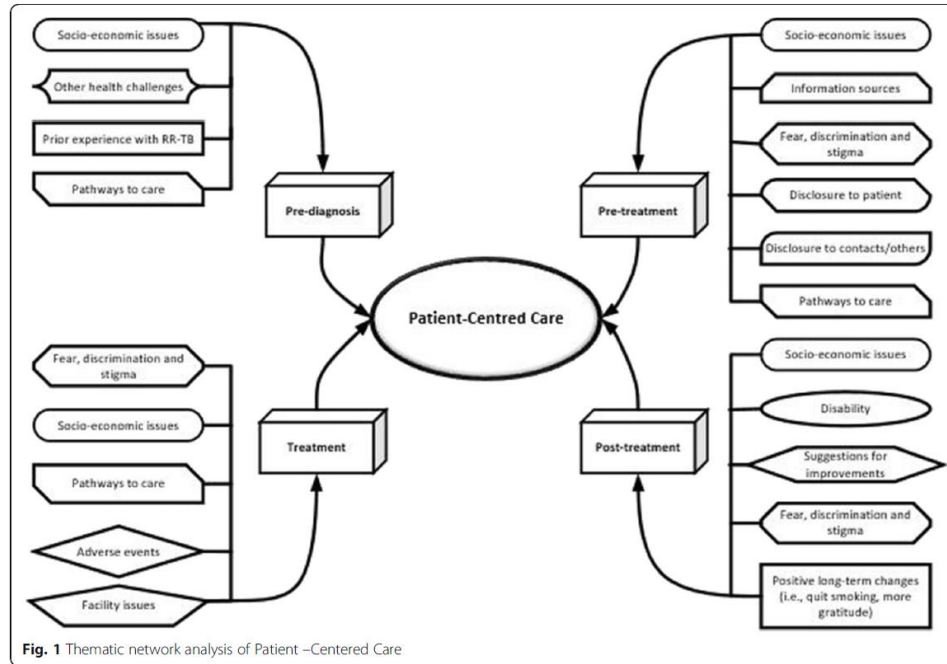 Socio-economic issues
Other health challenges
Prior experience with RR-TB
Pathways to care
Pre-diagnosis
Socio-economic issues
Information sources
Fear, discrimination and
stigma
Disclosure to patient
Disclosure to contacts/others
Pathways to care
Pre-treatment
Patient-Centred Care
Fear, discrimination and
stigma
Socio-economic issues
Pathways to care
Adverse events
Facility issues
Treatment
Socio-economic issues
Disability
Suggestions for
improvements
Fear, discrimination and
stigma
Positive long-term changes
(i.e., quit smoking, more
gratitude)
Post-treatment
Fig. 1 Thematic network analysis of Patient –Centered Care